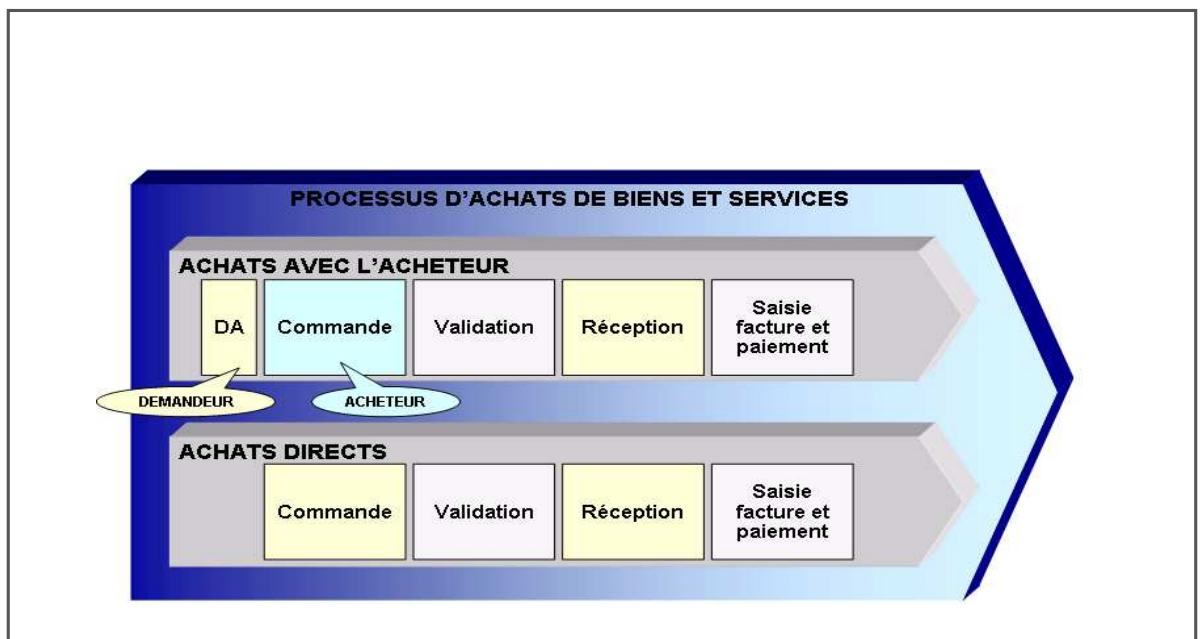 PROCESSUS D'ACHATS DE BIENS ET SERVICES
ACHATS AVEC L'ACHETEUR
DA
Commande
Validation
Réception
Saisie
facture et
paiement
DEMANDEUR
ACHETEUR
ACHATS DIRECTS
Commande
Validation
Réception
Saisie
facture et
paiement